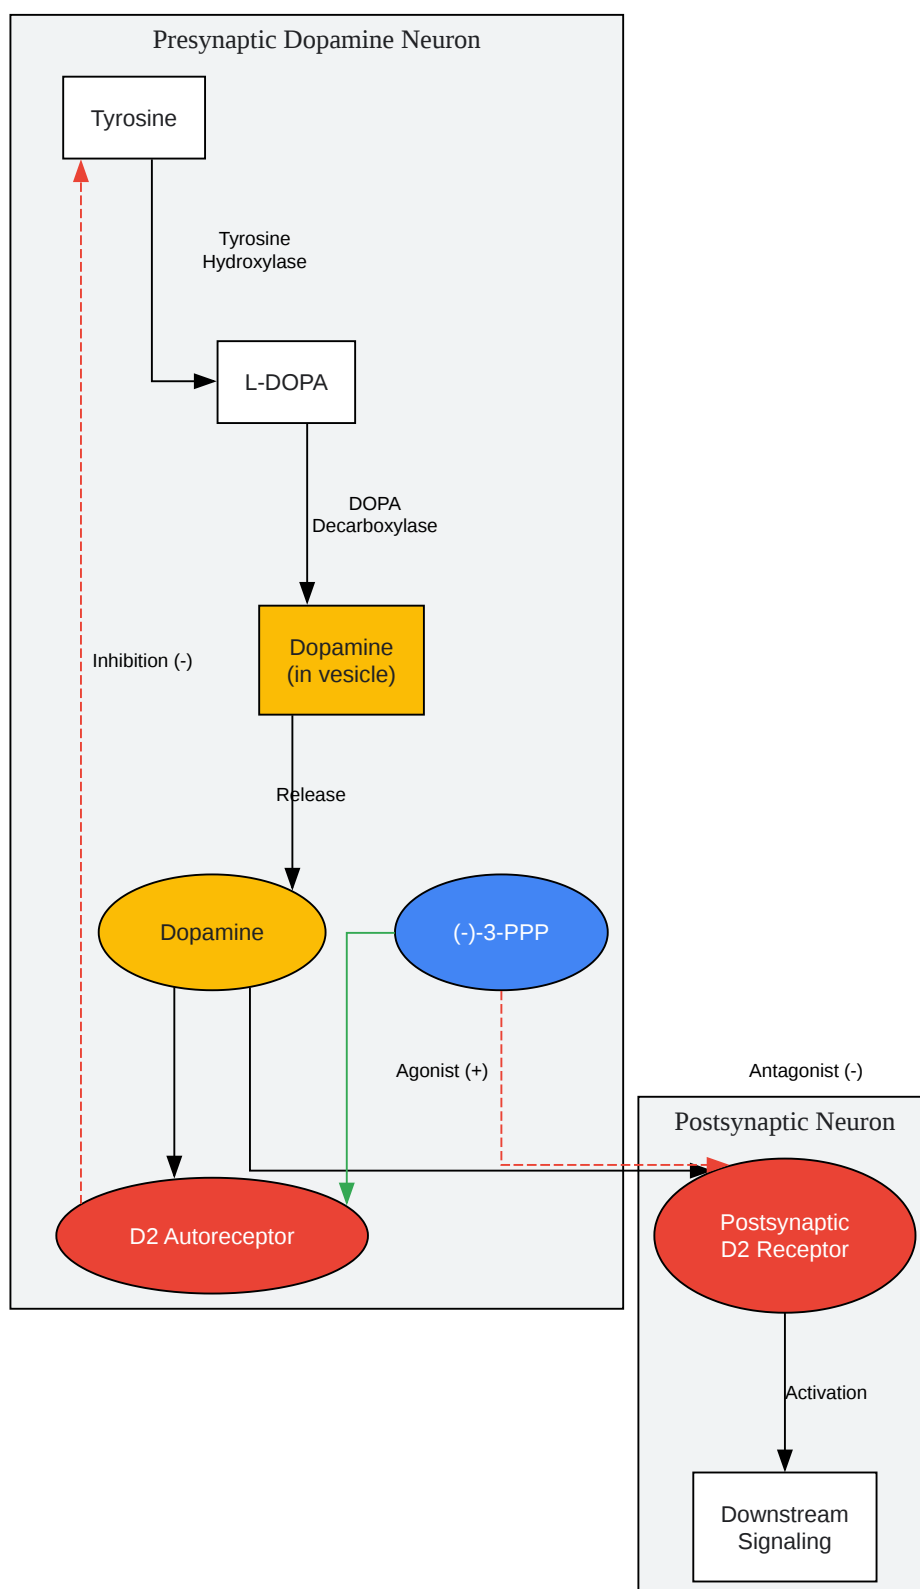 Presynaptic Dopamine Neuron
Tyrosine
Tyrosine
Hydroxylase
L-DOPA
DOPA
Decarboxylase
Dopamine
(in vesicle)
Inhibition (-)
Release
Dopamine
(-)-3-PPP
Agonist (+)
Antagonist (-)
Postsynaptic Neuron
D2 Autoreceptor
Postsynaptic
D2 Receptor
Activation
Downstream
Signaling